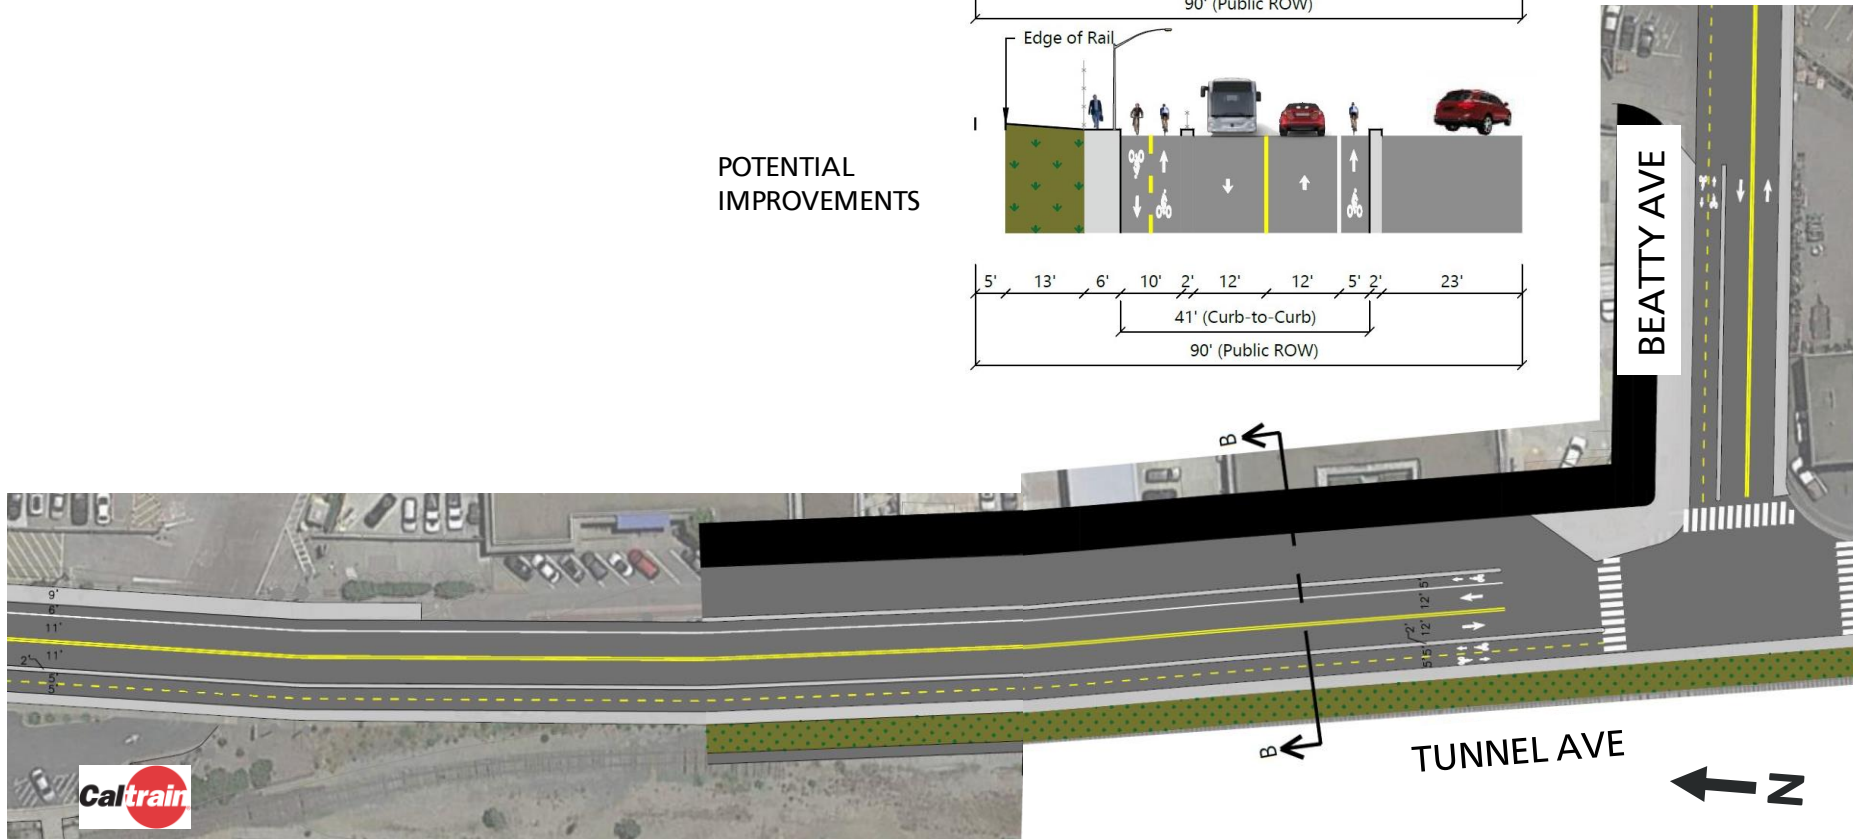 90' (Public ROW)
Edge of Rail
POTENTIAL
IMPROVEMENTS
5' 13' 6' 10' 2' 12' 12' 5' 2' 23'
41' (Curb-to-Curb)
90' (Public ROW)
BEATTY AVE
B
9'
6'
11'
11'
2'
5'
5'
5'
12'
12'
2'
5'
5'
B
TUNNEL AVE
Caltrain
N